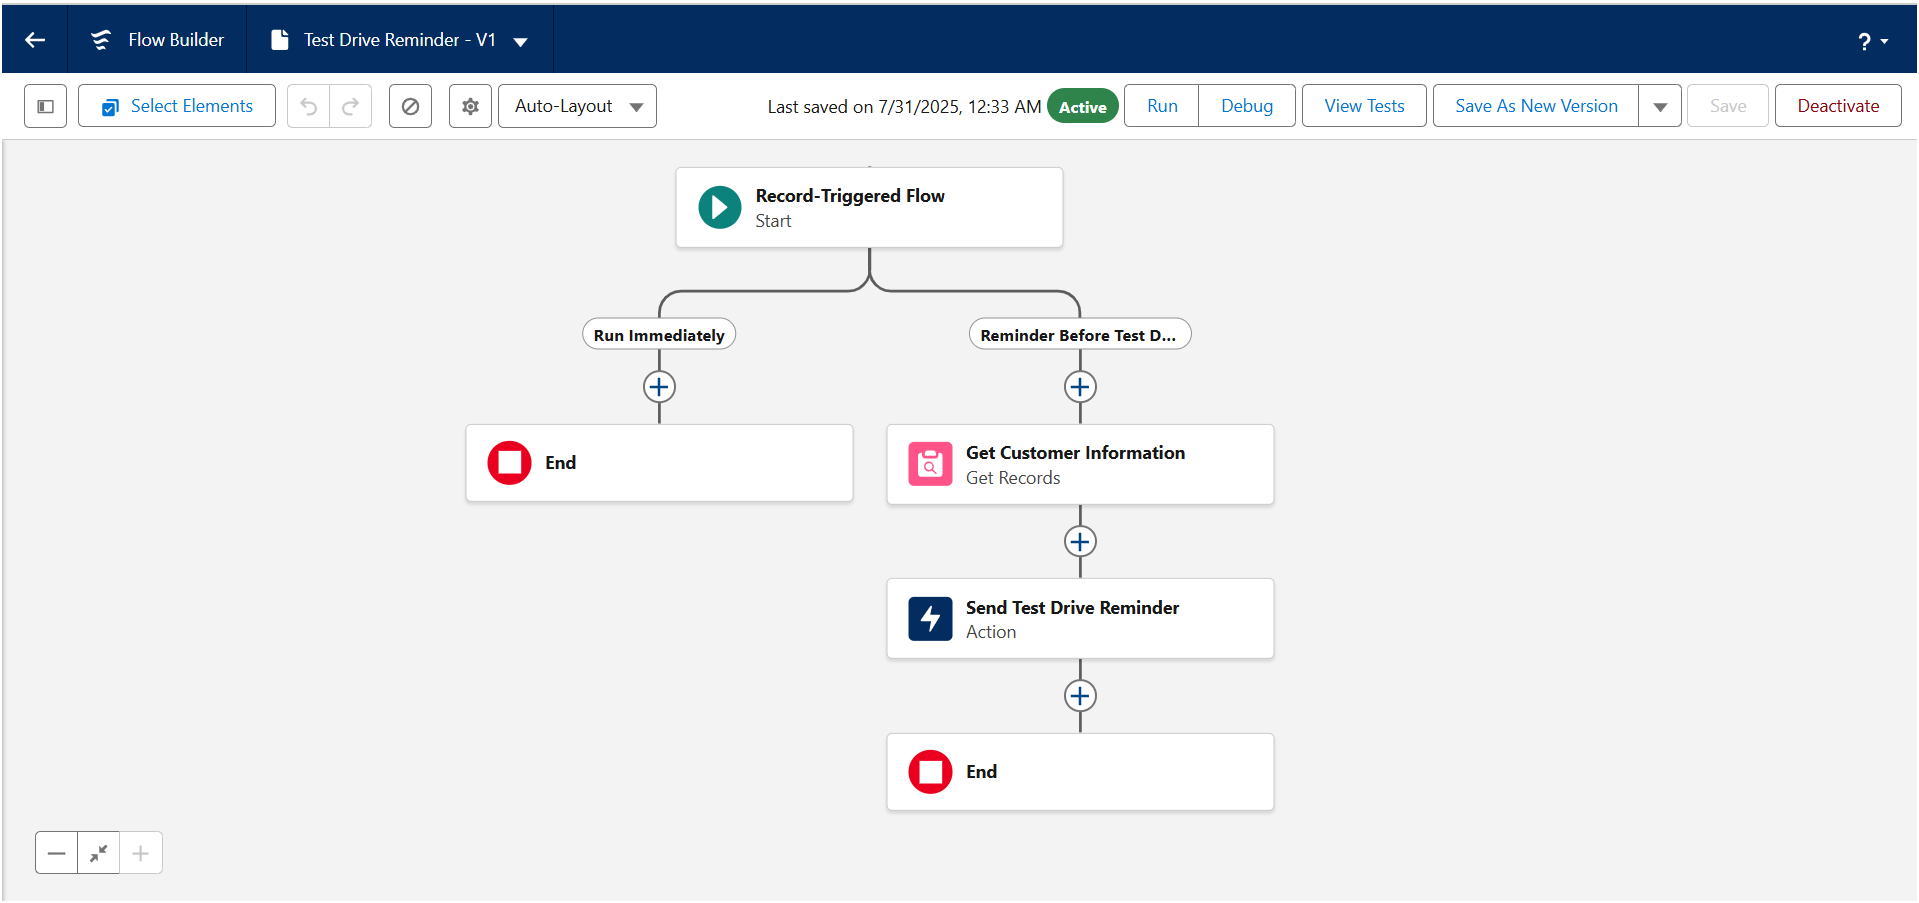 Flow Builder
Test Drive Reminder - V1
?
Select Elements
Auto-Layout
Last saved on 7/31/2025, 12:33 AM
Active
Run
Debug
View Tests
Save As New Version
Save
Deactivate
Record-Triggered Flow
Start
Run Immediately
Reminder Before Test D...
End
Get Customer Information
Get Records
Send Test Drive Reminder
Action
End